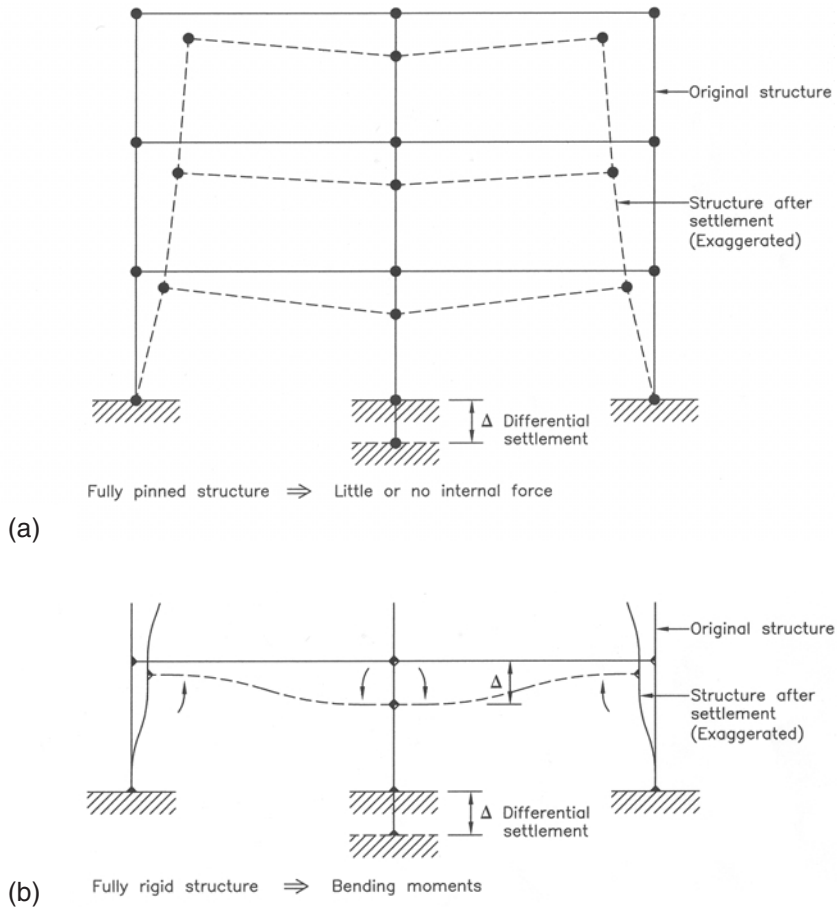 Original structure
Structure after
settlement
(Exaggerated)
Δ Differential
settlement
Fully pinned structure ⇒ Little or no internal force
(a)
Original structure
Δ
Structure after
settlement
(Exaggerated)
Δ Differential
settlement
Fully rigid structure ⇒ Bending moments
(b)